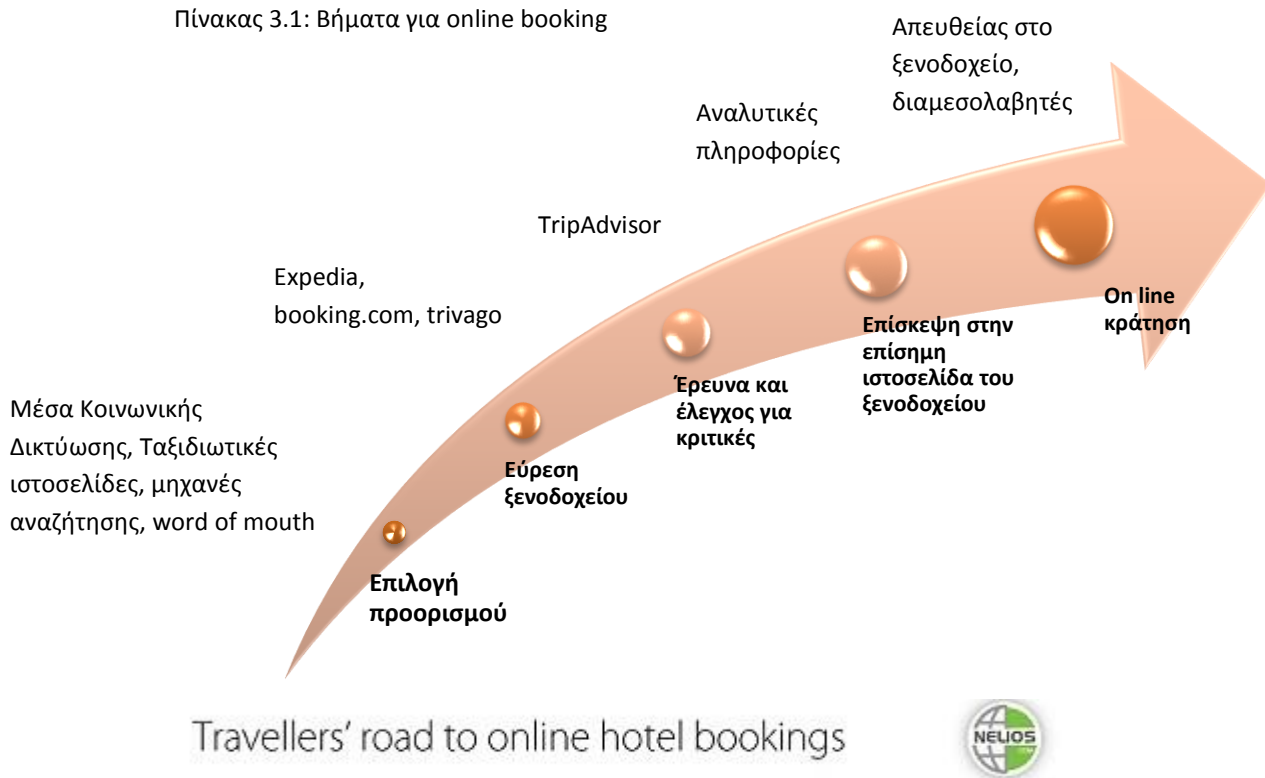 Πίνακας 3.1: Βήματα για online booking
Μέσα Κοινωνικής
Δικτύωσης, Ταξιδιωτικές
ιστοσελίδες, μηχανές
αναζήτησης, word of mouth
Επιλογή
προορισμού
Expedia,
booking.com, trivago
Εύρεση
ξενοδοχείου
TripAdvisor
Έρευνα και
έλεγχος για
κριτικές
Αναλυτικές
πληροφορίες
Επίσκεψη στην
επίσημη
ιστοσελίδα του
ξενοδοχείου
Απευθείας στο
ξενοδοχείο,
διαμεσολαβητές
On line
κράτηση
Travellers' road to online hotel bookings
NELIOS